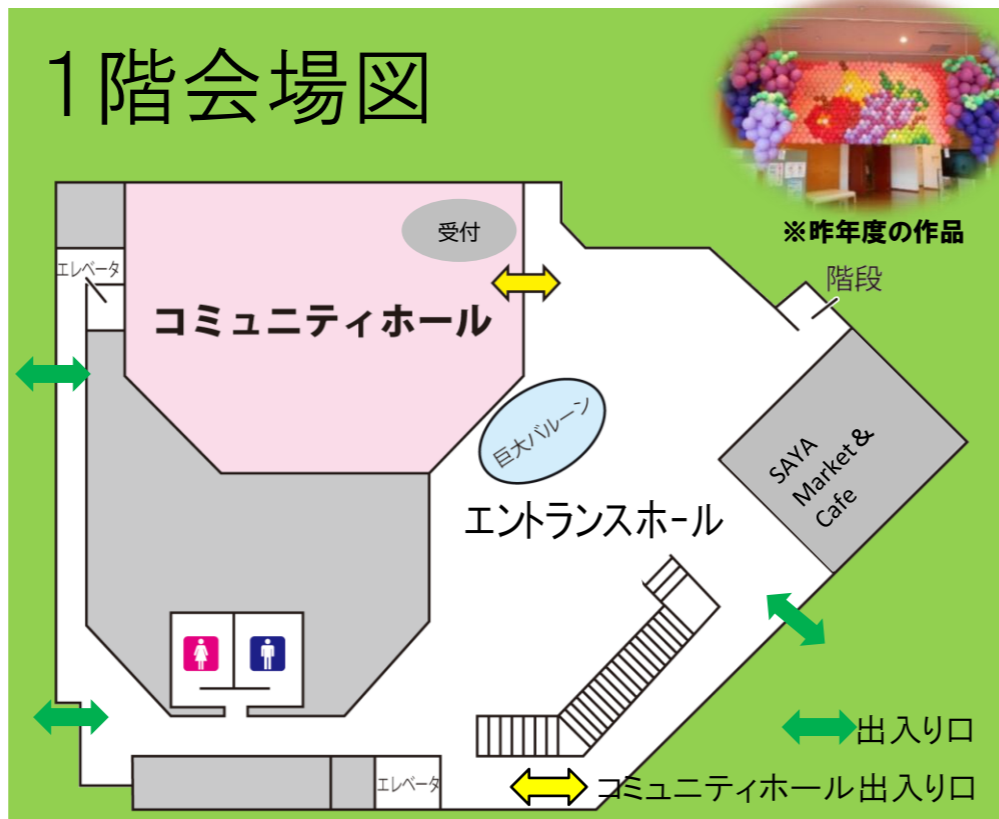 1階会場図
※昨年度の作品
階段
受付
エレベータ
コミュニティホール
巨大バルーン
エントランスホール
SAYA
Market&
Cafe
出入り口
エレベータ
コミュニティホール出入り口